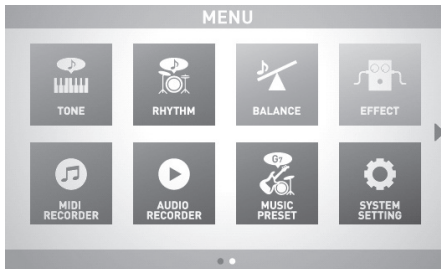 MENU
TONE
RHYTHM
BALANCE
EFFECT
MIDI
RECORDER
AUDIO
RECORDER
G7
MUSIC
PRESET
SYSTEM
SETTING